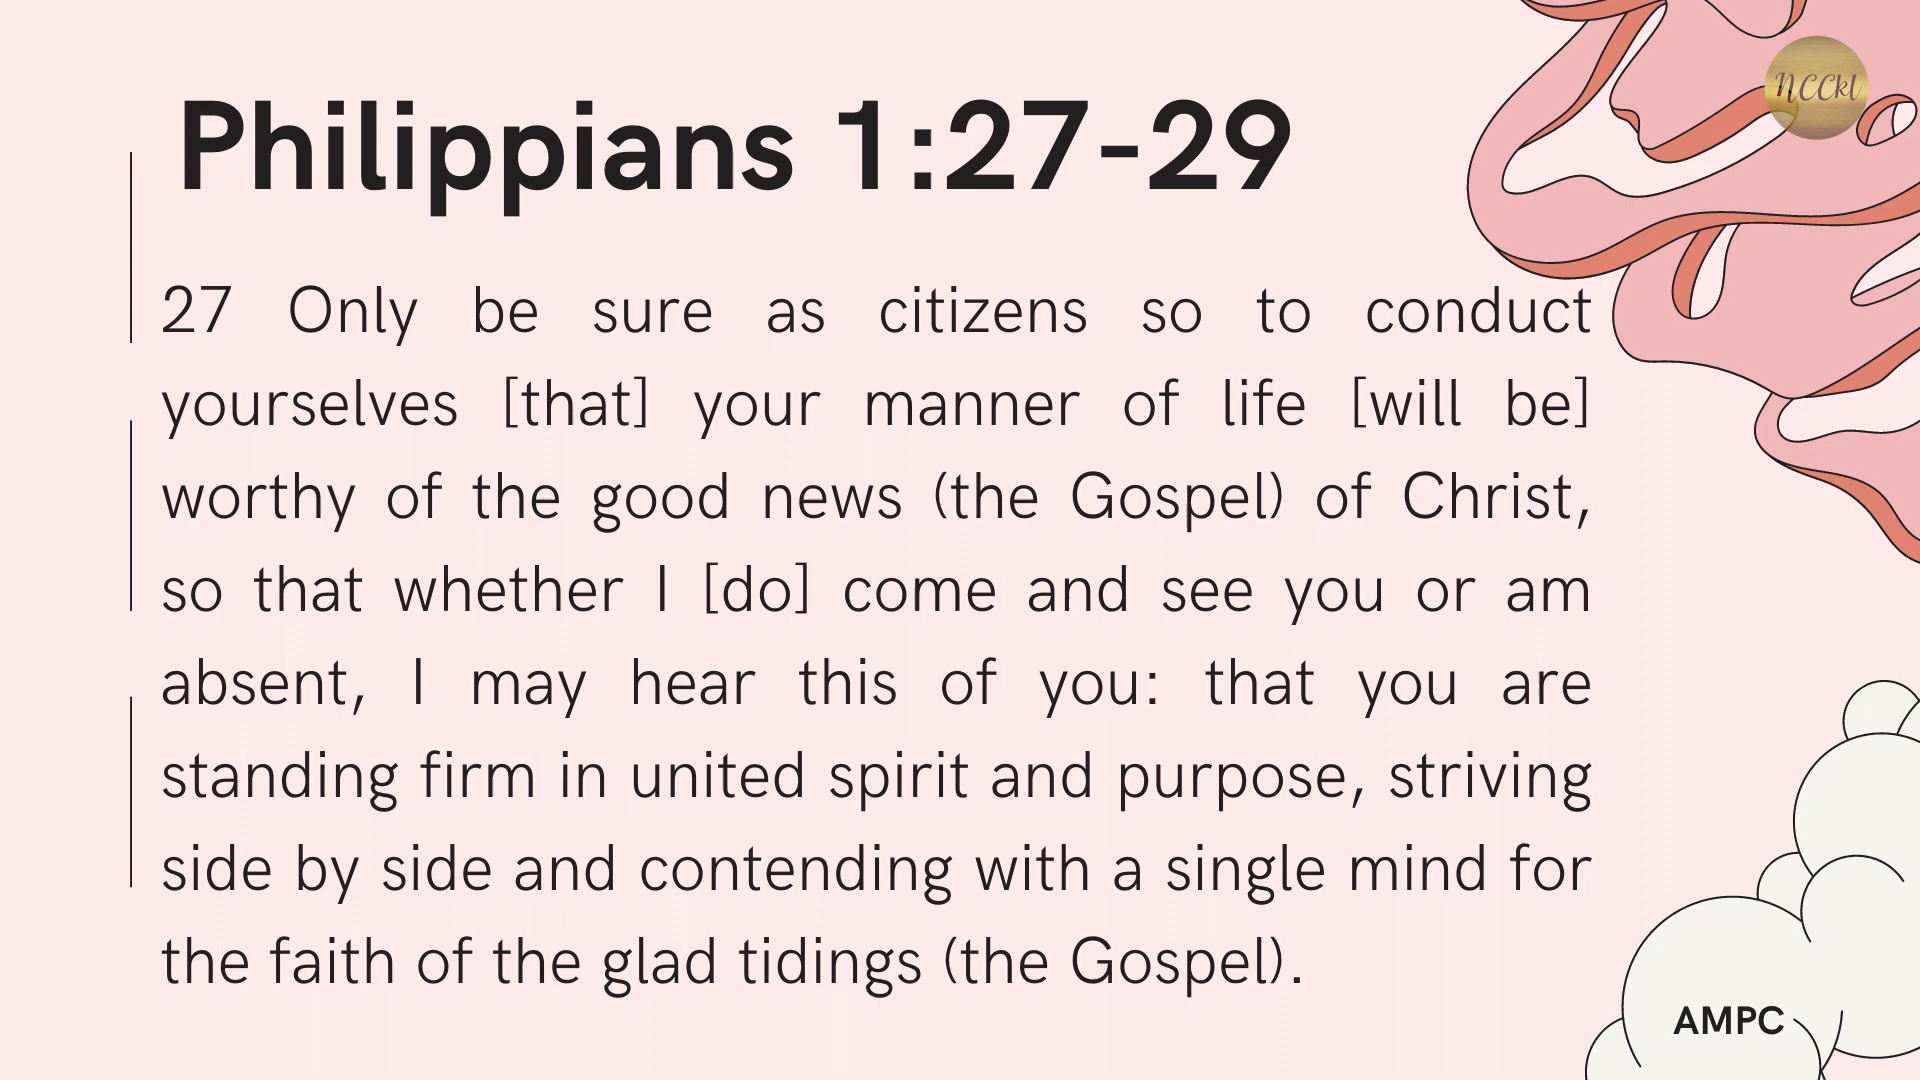 NCCkl
Philippians 1:27-29
27 Only be sure as citizens so to conduct
yourselves [that] your manner of life [will be]
worthy of the good news (the Gospel) of Christ,
so that whether I [do] come and see you or am
absent, I may hear this of you: that you are
standing firm in united spirit and purpose, striving
side by side and contending with a single mind for
the faith of the glad tidings (the Gospel).
AMPC